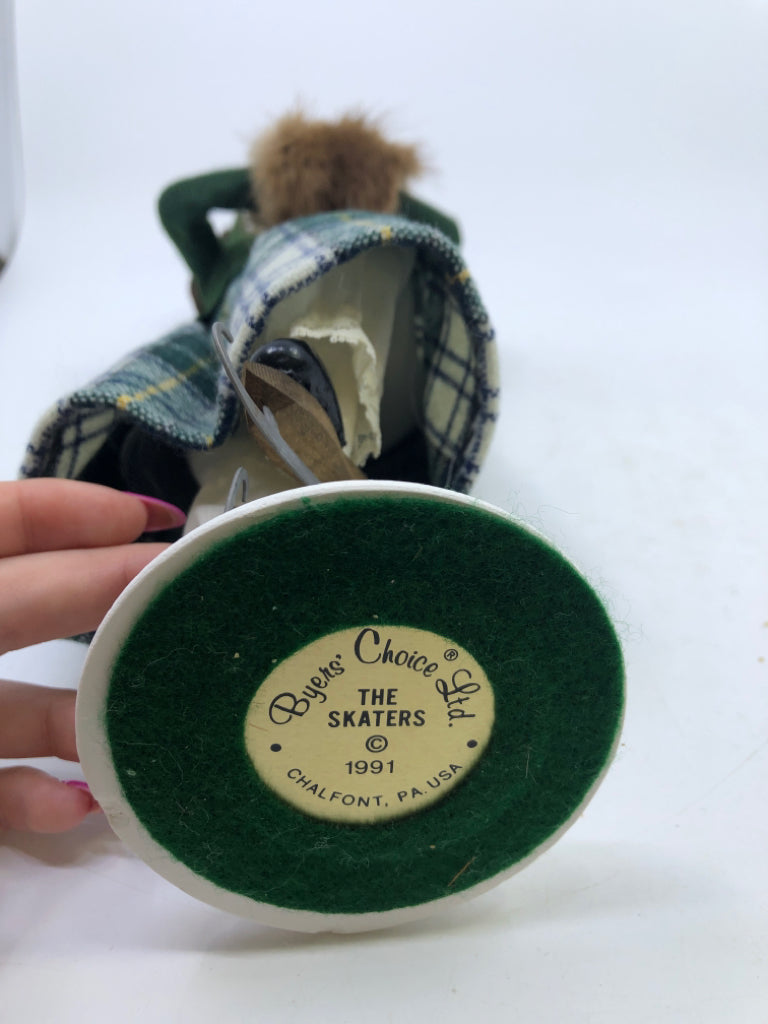 Byers' Choice® Ltd.
THE
SKATERS
©
1991
• CHALFONT, PA. USA •